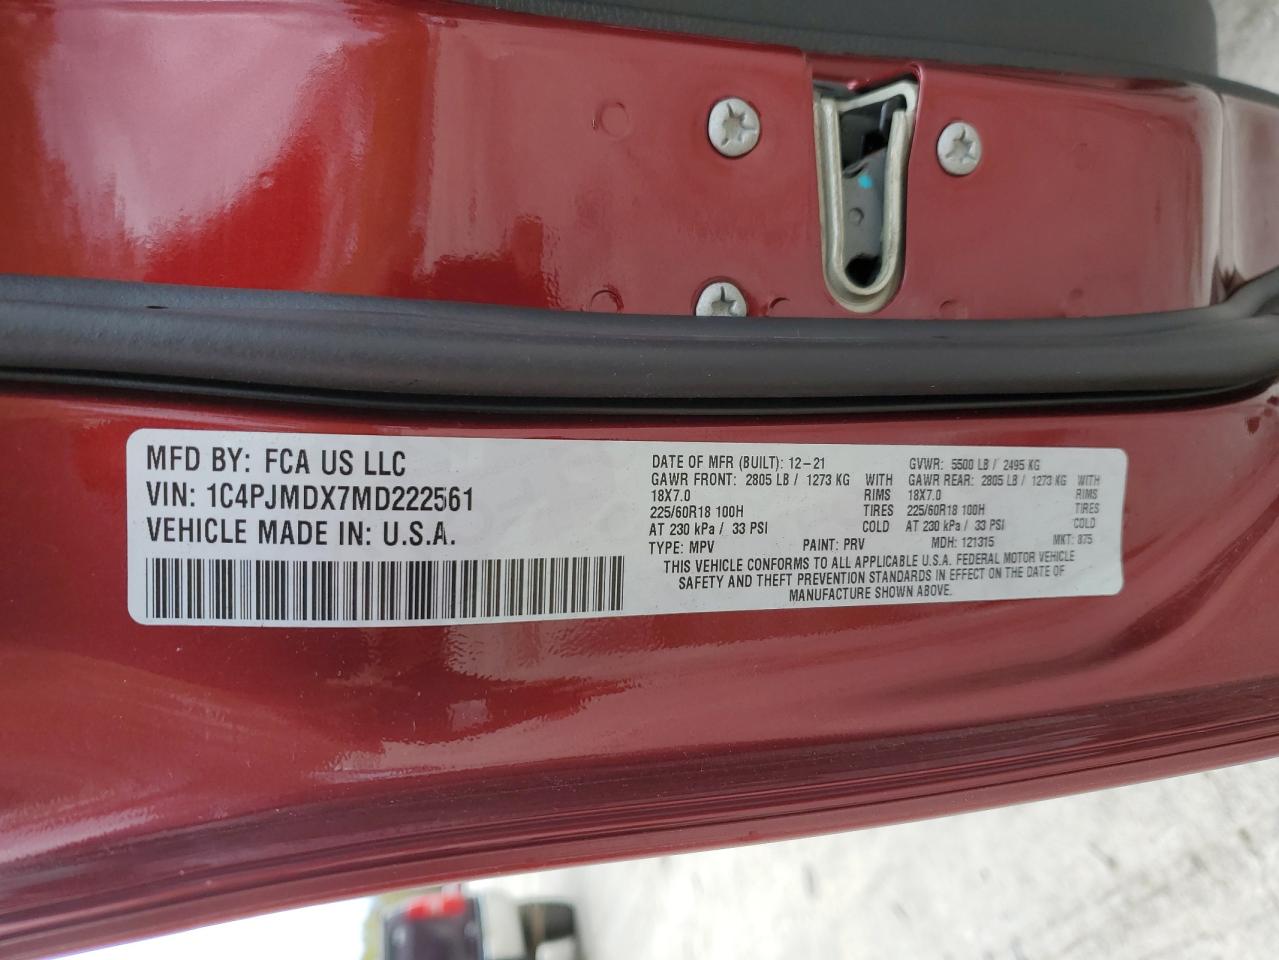 MFD BY: FCA US LLC
VIN: 1C4PJMDX7MD222561
VEHICLE MADE IN: U.S.A.
DATE OF MFR (BUILT): 12-21 GVWR: 5500 LB / 2495 KG
GAWR FRONT: 2805 LB / 1273 KG WITH GAWR REAR: 2805 LB / 1273 KG WITH
18X7.0 RIMS 18X7.0 RIMS
225/60R18 100H TIRES 225/60R18 100H TIRES
AT 230 kPa / 33 PSI COLD AT 230 kPa / 33 PSI COLD
TYPE: MPV PAINT: PRV MDH: 121315 MKT: 875
THIS VEHICLE CONFORMS TO ALL APPLICABLE U.S.A. FEDERAL MOTOR VEHICLE
SAFETY AND THEFT PREVENTION STANDARDS IN EFFECT ON THE DATE OF
MANUFACTURE SHOWN ABOVE.